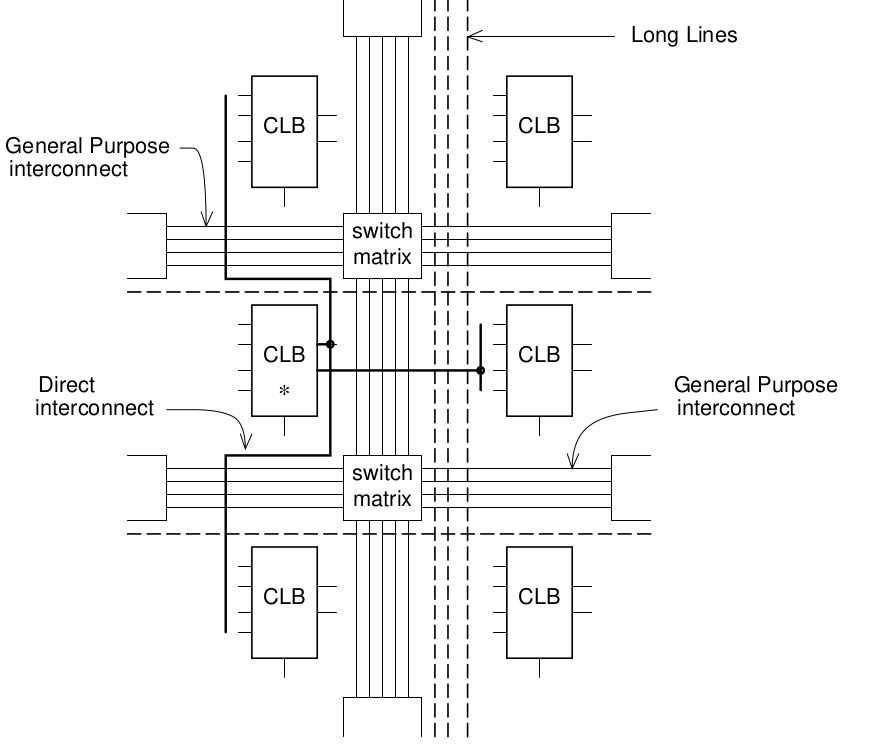 Long Lines
CLB
CLB
General Purpose
interconnect
switch
matrix
CLB
CLB
*
Direct
interconnect
General Purpose
interconnect
switch
matrix
CLB
CLB